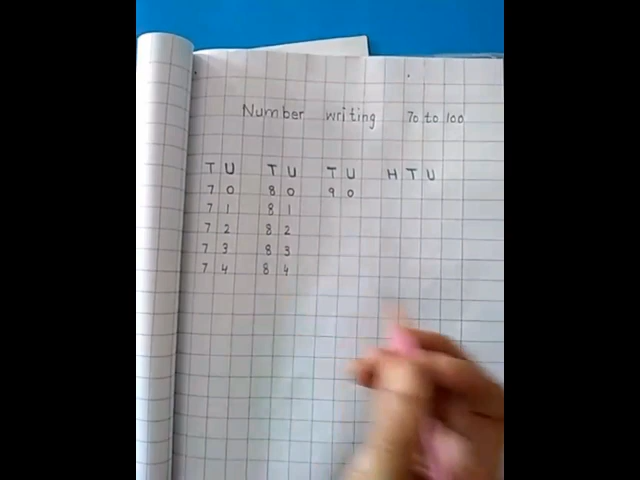 Number writing 70 to 100
T U T U T U H T U
7 0 8 0 9 0
7 1 8 1
7 2 8 2
7 3 8 3
7 4 8 4